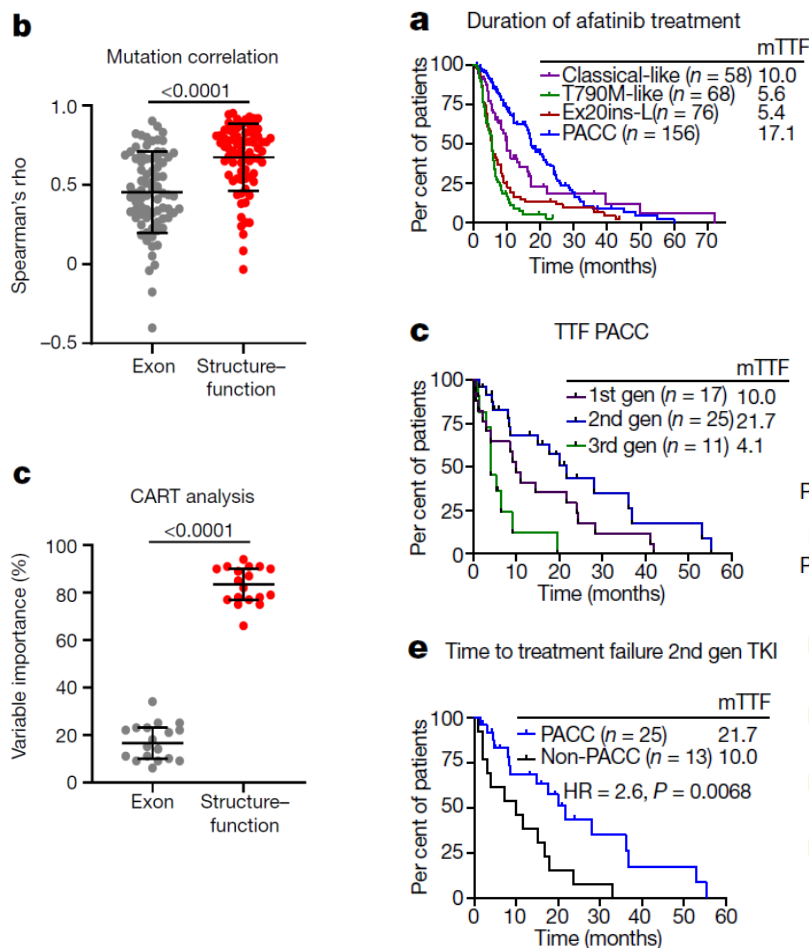 b
Mutation correlation
<0.0001
1.0
0.5
0
−0.5
Spearman's rho
Exon
Structure–
function
c
CART analysis
<0.0001
100
80
60
40
20
0
Variable importance (%)
Exon
Structure–
function
a
Duration of afatinib treatment
mTTF
Classical-like (n = 58) 10.0
T790M-like (n = 68) 5.6
Ex20ins-L(n = 76) 5.4
PACC (n = 156) 17.1
100
75
50
25
0
Per cent of patients
0 10 20 30 40 50 60 70
Time (months)
c
TTF PACC
mTTF
1st gen (n = 17) 10.0
2nd gen (n = 25) 21.7
3rd gen (n = 11) 4.1
100
75
50
25
0
Per cent of patients
0 10 20 30 40 50 60
Time (months)
P
P
e
Time to treatment failure 2nd gen TKI
mTTF
PACC (n = 25) 21.7
Non-PACC (n = 13) 10.0
HR = 2.6, P = 0.0068
100
75
50
25
0
Per cent of patients
0 10 20 30 40 50 60
Time (months)